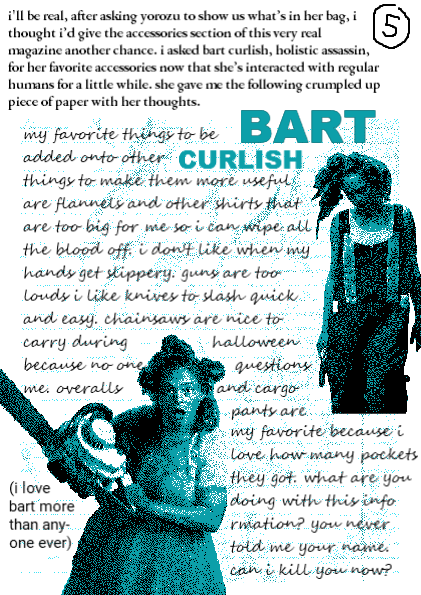 i'll be real, after asking yorozu to show us what's in her bag, i
thought i'd give the accessories section of this very real
magazine another chance. i asked bart curlish, holistic assassin,
for her favorite accessories now that she's interacted with regular
humans for a little while. she gave me the following crumpled up
piece of paper with her thoughts.
5
BART
CURLISH
my favorite things to be
added onto other
things to make them more useful
are flannels and other shirts that
are too big for me so i can wipe all
the blood off. i don't like when my
hands get slippery. guns are too
louds i like knives to slash quick
and easy. chainsaws are nice to
carry during halloween
because no one questions
me. overalls and cargo
pants are
my favorite because i
love how many pockets
they got. what are you
doing with this info
rmation? you never
told me your name.
can i kill you now?
(i love
bart more
than any-
one ever)